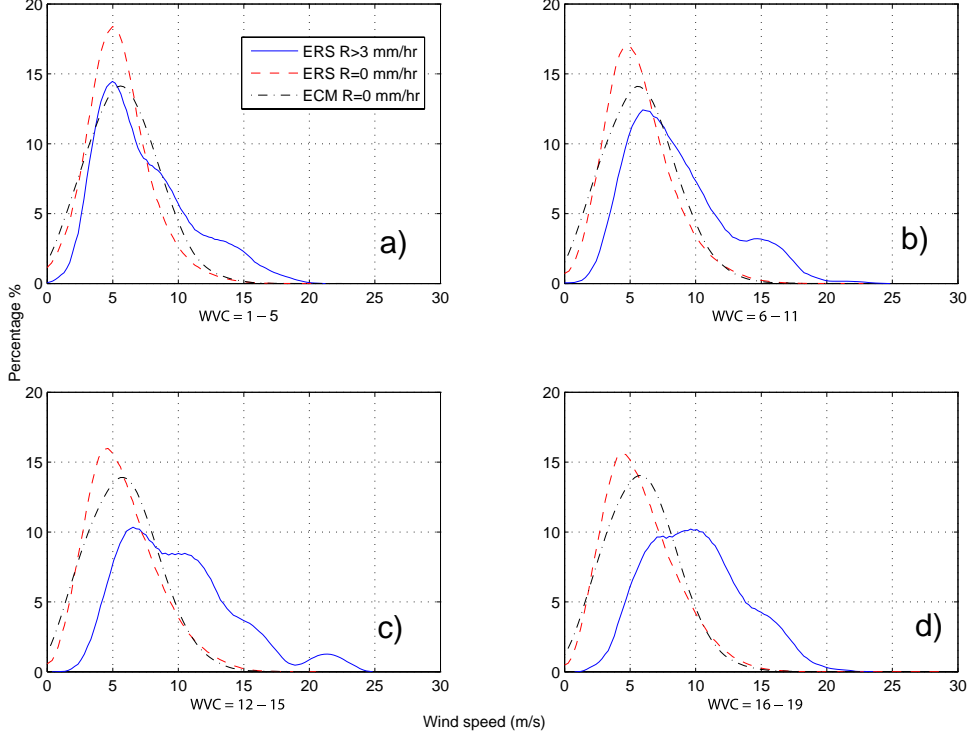 20
15
10
5
0
0 5 10 15 20 25 30
WVC = 1 – 5
ERS R>3 mm/hr
ERS R=0 mm/hr
ECM R=0 mm/hr
a)
20
15
10
5
0
0 5 10 15 20 25 30
WVC = 6 – 11
b)
Percentage %
20
15
10
5
0
0 5 10 15 20 25 30
WVC = 12 – 15
c)
20
15
10
5
0
0 5 10 15 20 25 30
WVC = 16 – 19
d)
Wind speed (m/s)